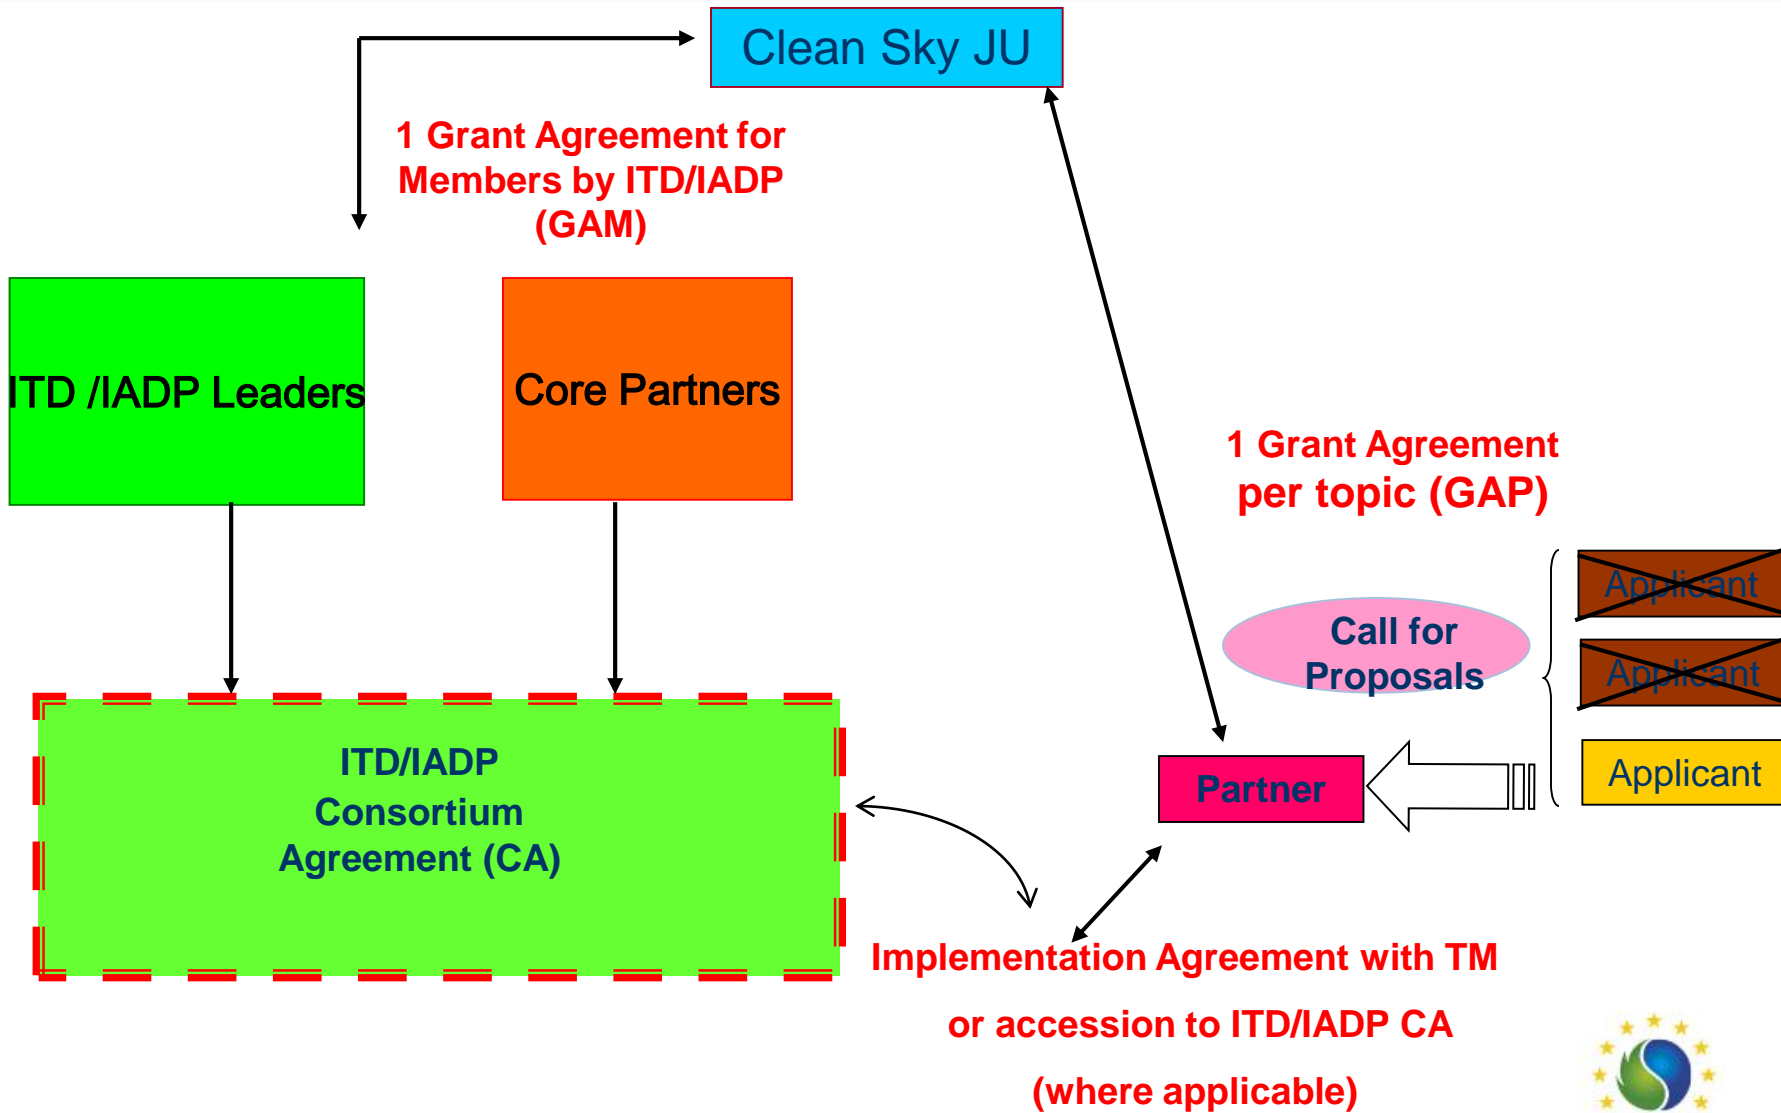 Clean Sky JU
1 Grant Agreement for
Members by ITD/IADP
(GAM)
ITD /IADP Leaders
Core Partners
1 Grant Agreement
per topic (GAP)
Applicant
Call for
Proposals
Applicant
ITD/IADP
Consortium
Agreement (CA)
Partner
Applicant
Implementation Agreement with TM
or accession to ITD/IADP CA
(where applicable)